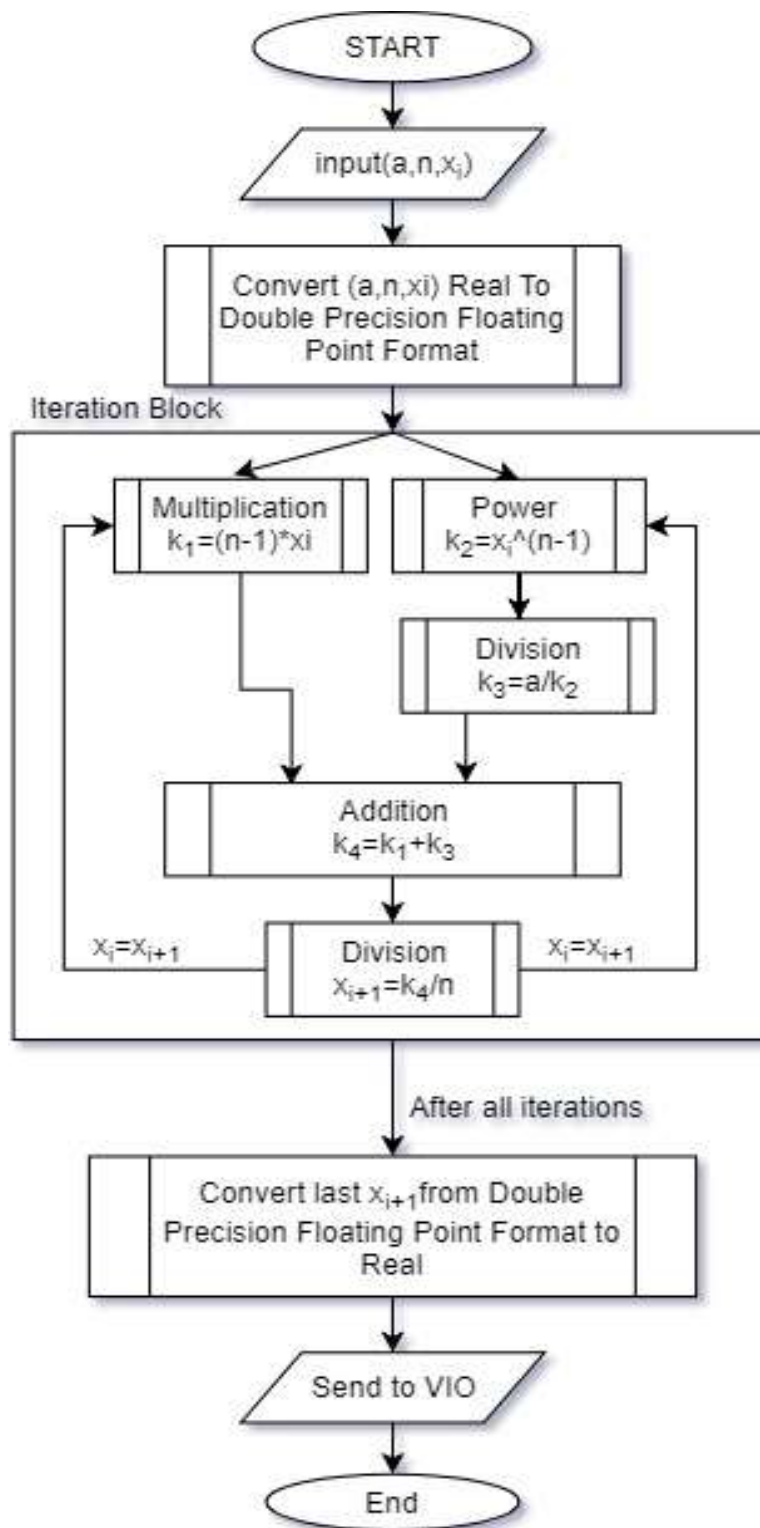 START
input(a,n,xᵢ)
Convert (a,n,xi) Real To
Double Precision Floating
Point Format
Iteration Block
Multiplication
k₁=(n-1)*xi
Power
k₂=xᵢ^(n-1)
Division
k₃=a/k₂
Addition
k₄=k₁+k₃
xᵢ=xᵢ₊₁
Division
xᵢ₊₁=k₄/n
xᵢ=xᵢ₊₁
After all iterations
Convert last xᵢ₊₁from Double
Precision Floating Point Format to
Real
Send to VIO
End